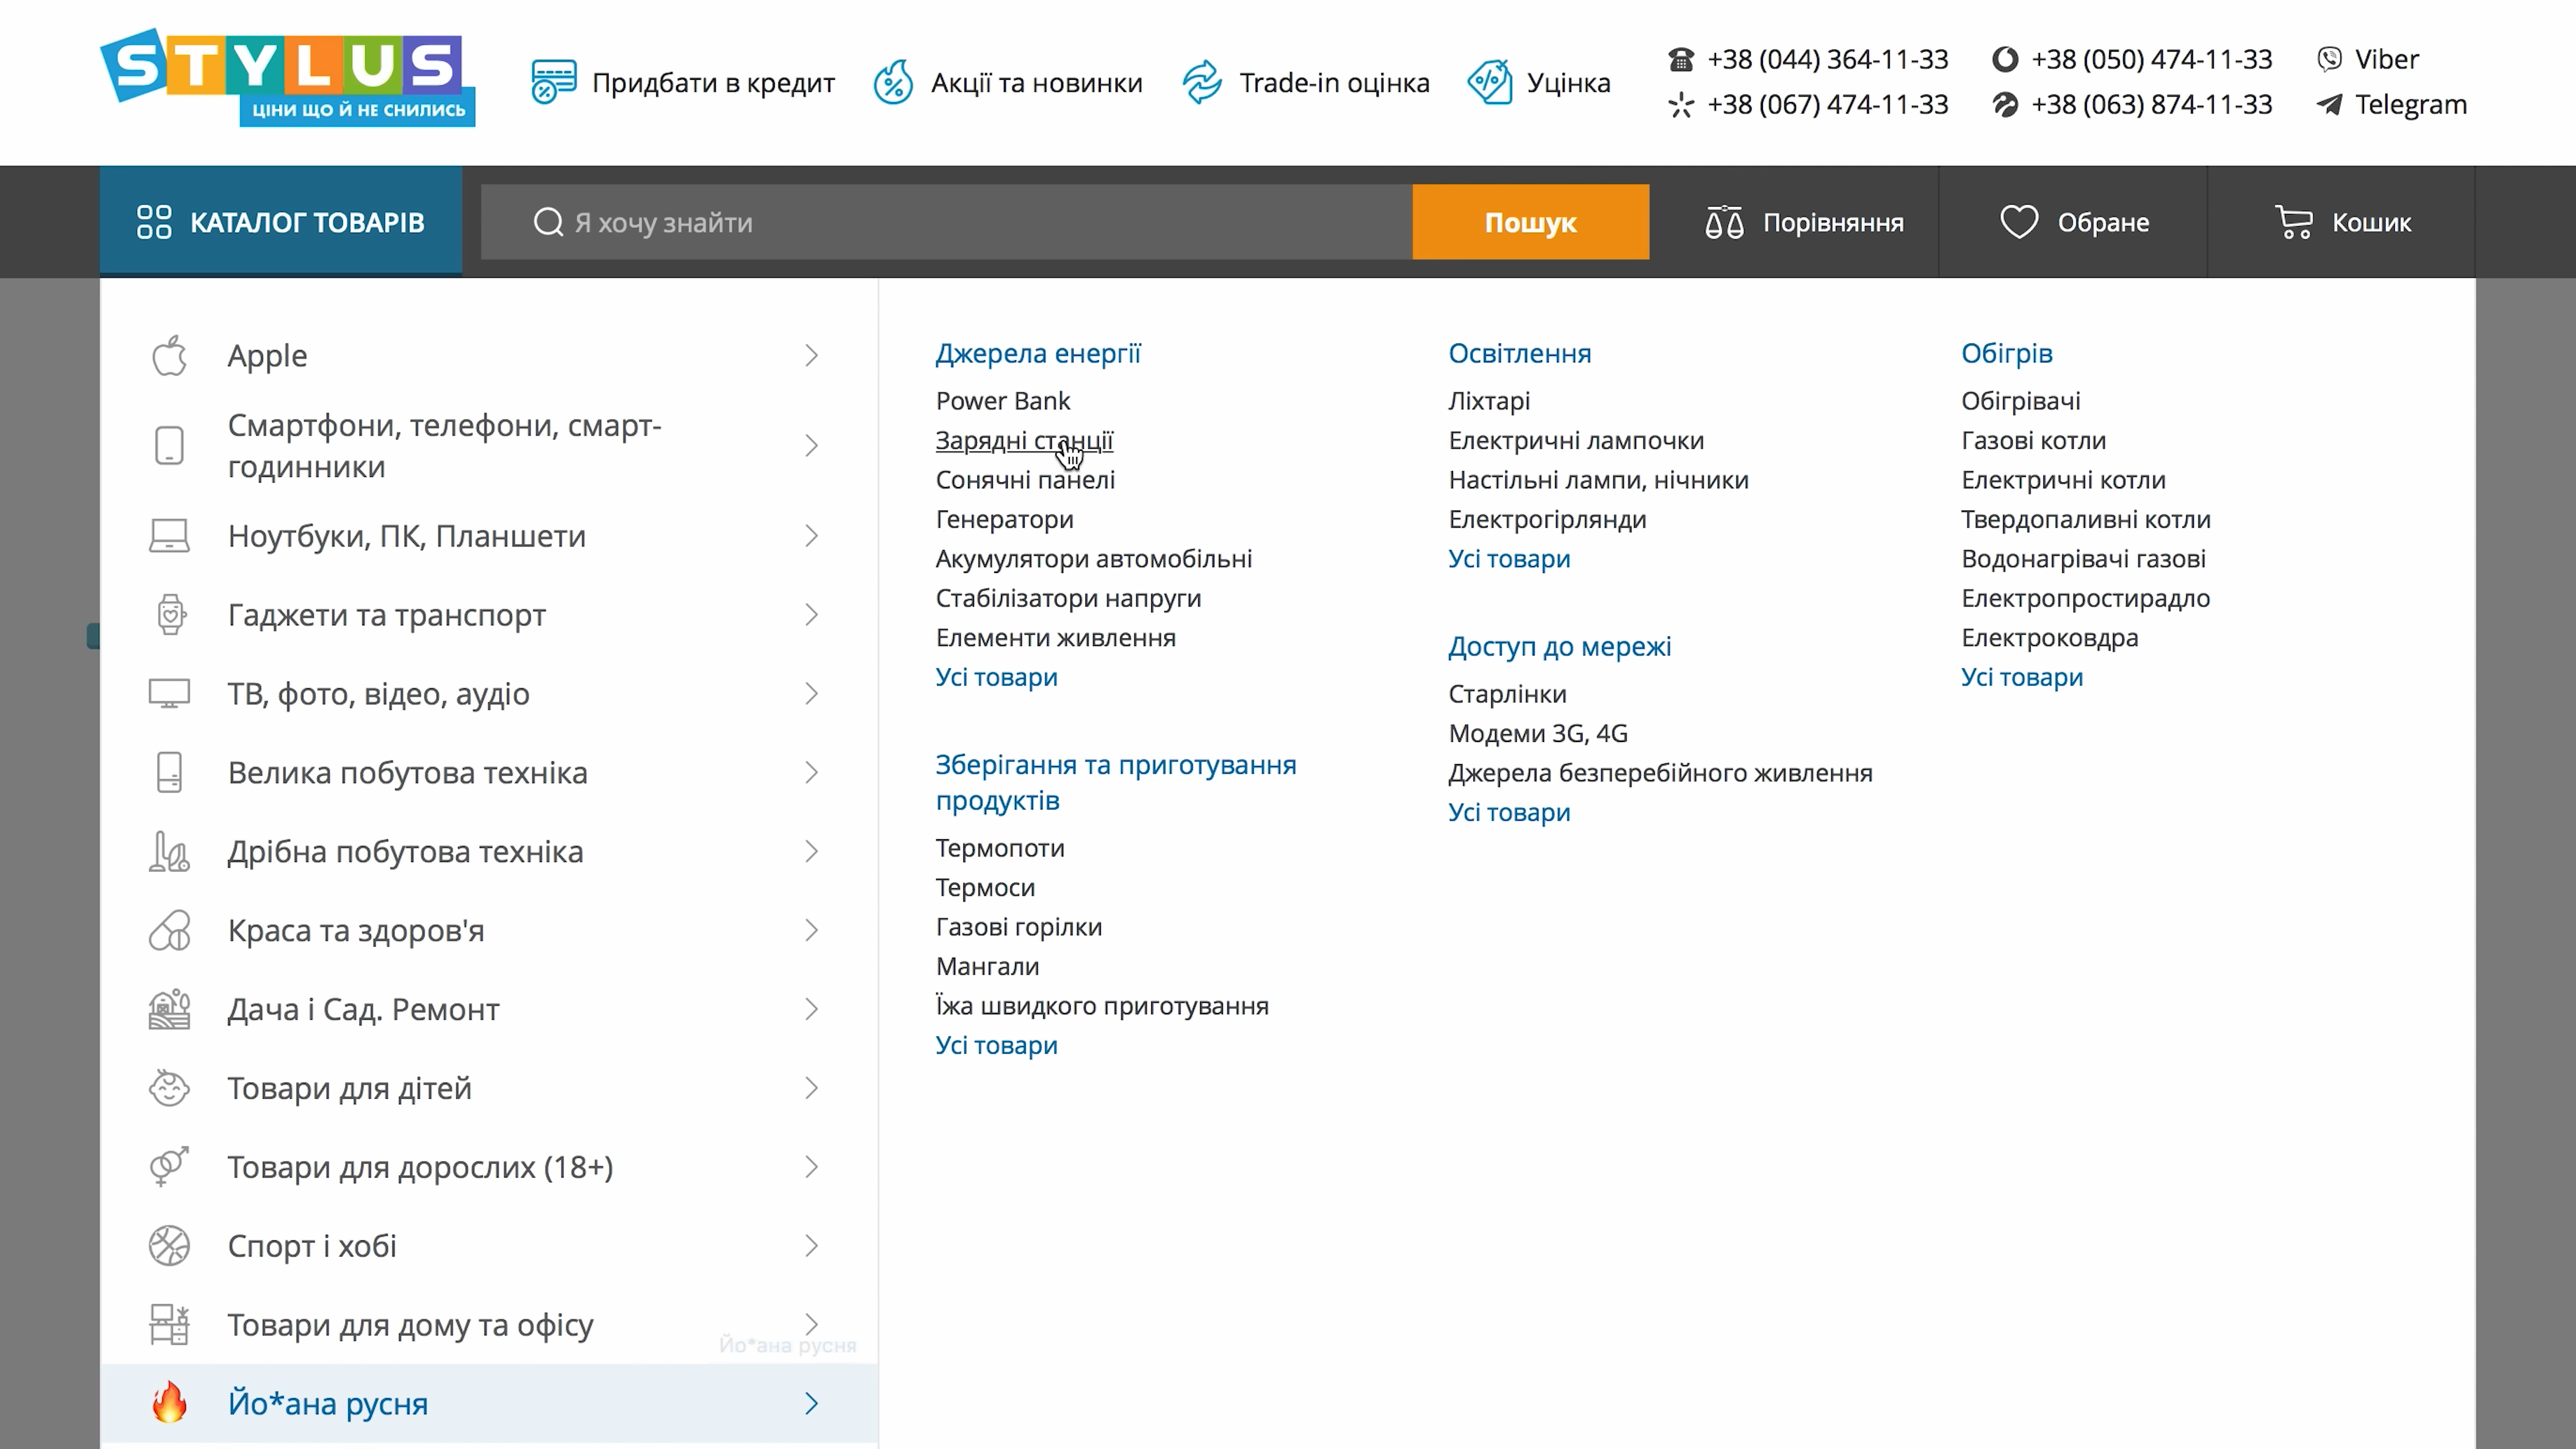 STYLUS
ЦІНИ ЩО Й НЕ СНИЛИСЬ
Придбати в кредит
Акції та новинки
Trade-in оцінка
Уцінка
+38 (044) 364-11-33
+38 (050) 474-11-33
Viber
+38 (067) 474-11-33
+38 (063) 874-11-33
Telegram
КАТАЛОГ ТОВАРІВ
Я хочу знайти
Пошук
Порівняння
Обране
Кошик
Apple
Смартфони, телефони, смарт-
годинники
Ноутбуки, ПК, Планшети
Гаджети та транспорт
ТВ, фото, відео, аудіо
Велика побутова техніка
Дрібна побутова техніка
Краса та здоров'я
Дача і Сад. Ремонт
Товари для дітей
Товари для дорослих (18+)
Спорт і хобі
Товари для дому та офісу
Йо*ана русня
Йо*ана русня
Джерела енергії
Power Bank
Зарядні станції
Сонячні панелі
Генератори
Акумулятори автомобільні
Стабілізатори напруги
Елементи живлення
Усі товари
Зберігання та приготування
продуктів
Термопоти
Термоси
Газові горілки
Мангали
Їжа швидкого приготування
Усі товари
Освітлення
Ліхтарі
Електричні лампочки
Настільні лампи, нічники
Електрогірлянди
Усі товари
Доступ до мережі
Старлінки
Модеми 3G, 4G
Джерела безперебійного живлення
Усі товари
Обігрів
Обігрівачі
Газові котли
Електричні котли
Твердопаливні котли
Водонагрівачі газові
Електропростирадло
Електроковдра
Усі товари